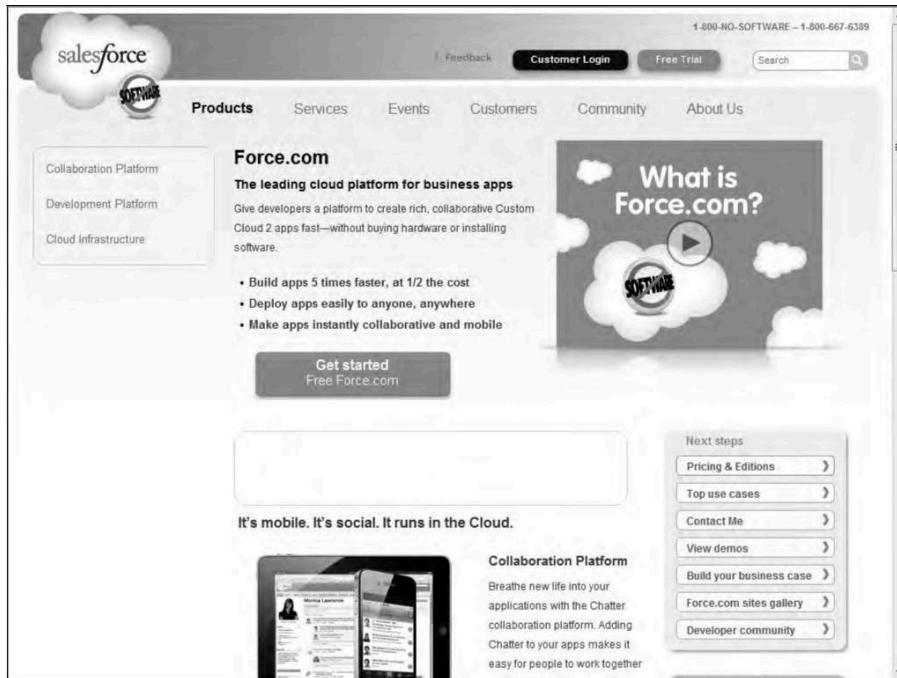 1-800-NO-SOFTWARE – 1-800-667-6389
salesforce
Feedback
Customer Login
Free Trial
Search
SOFTWARE
Products
Services
Events
Customers
Community
About Us
Collaboration Platform
Development Platform
Cloud Infrastructure
Force.com
The leading cloud platform for business apps
Give developers a platform to create rich, collaborative Custom
Cloud 2 apps fast—without buying hardware or installing
software.
• Build apps 5 times faster, at 1/2 the cost
• Deploy apps easily to anyone, anywhere
• Make apps instantly collaborative and mobile
Get started
Free Force.com
What is
Force.com?
SOFTWARE
It's mobile. It's social. It runs in the Cloud.
Monica Lawrence
Collaboration Platform
Breathe new life into your
applications with the Chatter
collaboration platform. Adding
Chatter to your apps makes it
easy for people to work together
Next steps
Pricing & Editions
Top use cases
Contact Me
View demos
Build your business case
Force.com sites gallery
Developer community